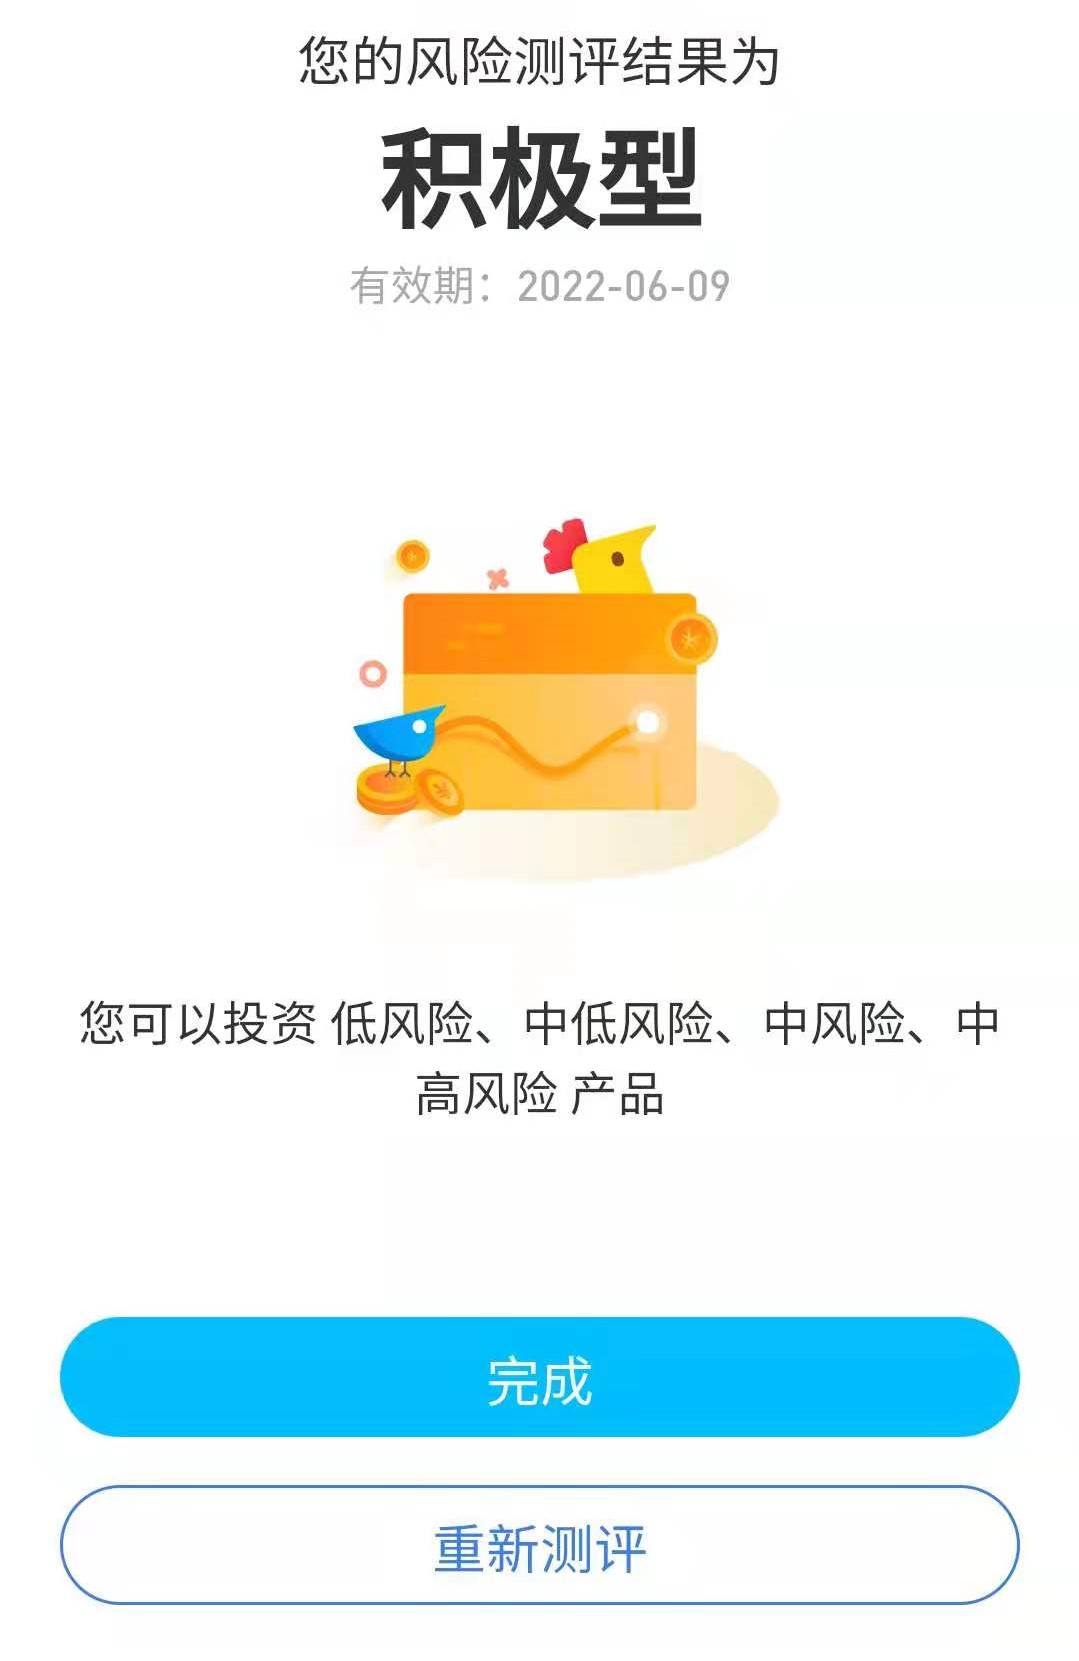 您的风险测评结果为
积极型
有效期：2022-06-09
您可以投资 低风险、中低风险、中风险、中
高风险 产品
完成
重新测评